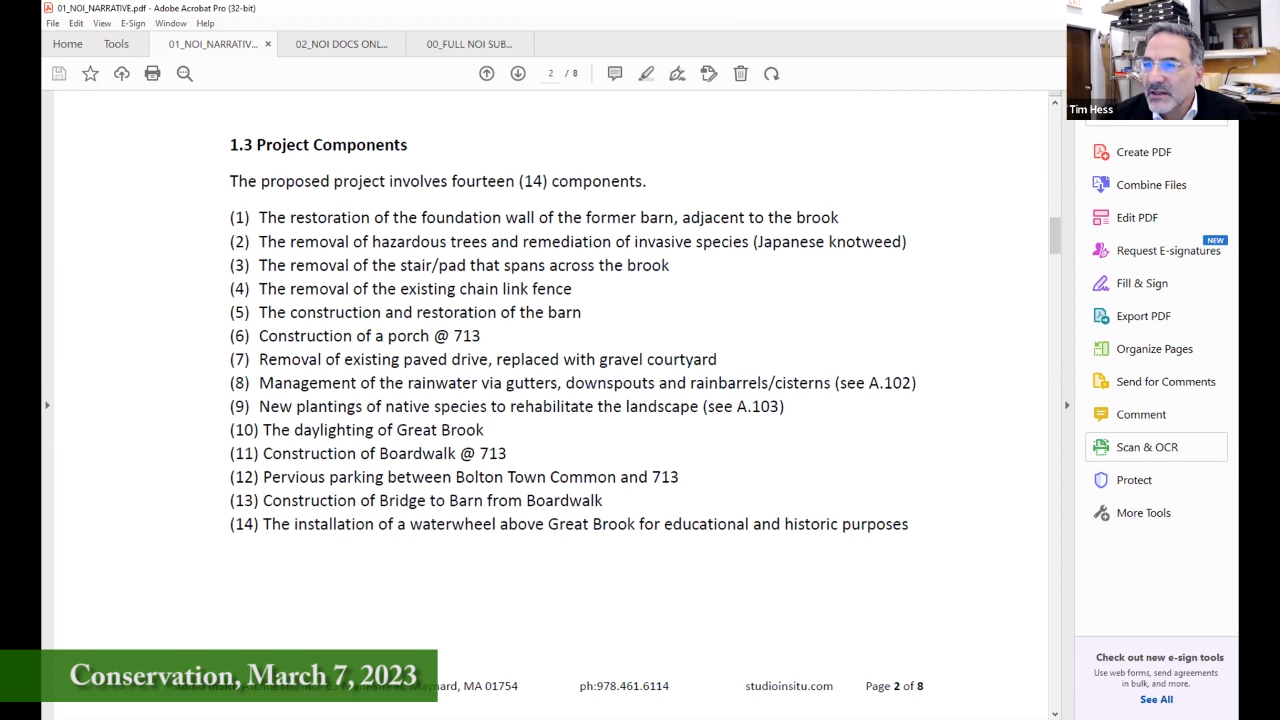 01_NOI_NARRATIVE.pdf - Adobe Acrobat Pro (32-bit)
File Edit View E-Sign Window Help
Home Tools 01_NOI_NARRATIV... × 02_NOI DOCS ONL... 00_FULL NOI SUB...
2 / 8
Tim Hess
1.3 Project Components
The proposed project involves fourteen (14) components.
(1) The restoration of the foundation wall of the former barn, adjacent to the brook
(2) The removal of hazardous trees and remediation of invasive species (Japanese knotweed)
(3) The removal of the stair/pad that spans across the brook
(4) The removal of the existing chain link fence
(5) The construction and restoration of the barn
(6) Construction of a porch @ 713
(7) Removal of existing paved drive, replaced with gravel courtyard
(8) Management of the rainwater via gutters, downspouts and rainbarrels/cisterns (see A.102)
(9) New plantings of native species to rehabilitate the landscape (see A.103)
(10) The daylighting of Great Brook
(11) Construction of Boardwalk @ 713
(12) Pervious parking between Bolton Town Common and 713
(13) Construction of Bridge to Barn from Boardwalk
(14) The installation of a waterwheel above Great Brook for educational and historic purposes
Maynard, MA 01754 ph:978.461.6114 studioinsitu.com Page 2 of 8
Conservation, March 7, 2023
Create PDF
Combine Files
Edit PDF
NEW
Request E-signatures
Fill & Sign
Export PDF
Organize Pages
Send for Comments
Comment
Scan & OCR
Protect
More Tools
Check out new e-sign tools
Use web forms, send agreements
in bulk, and more.
See All